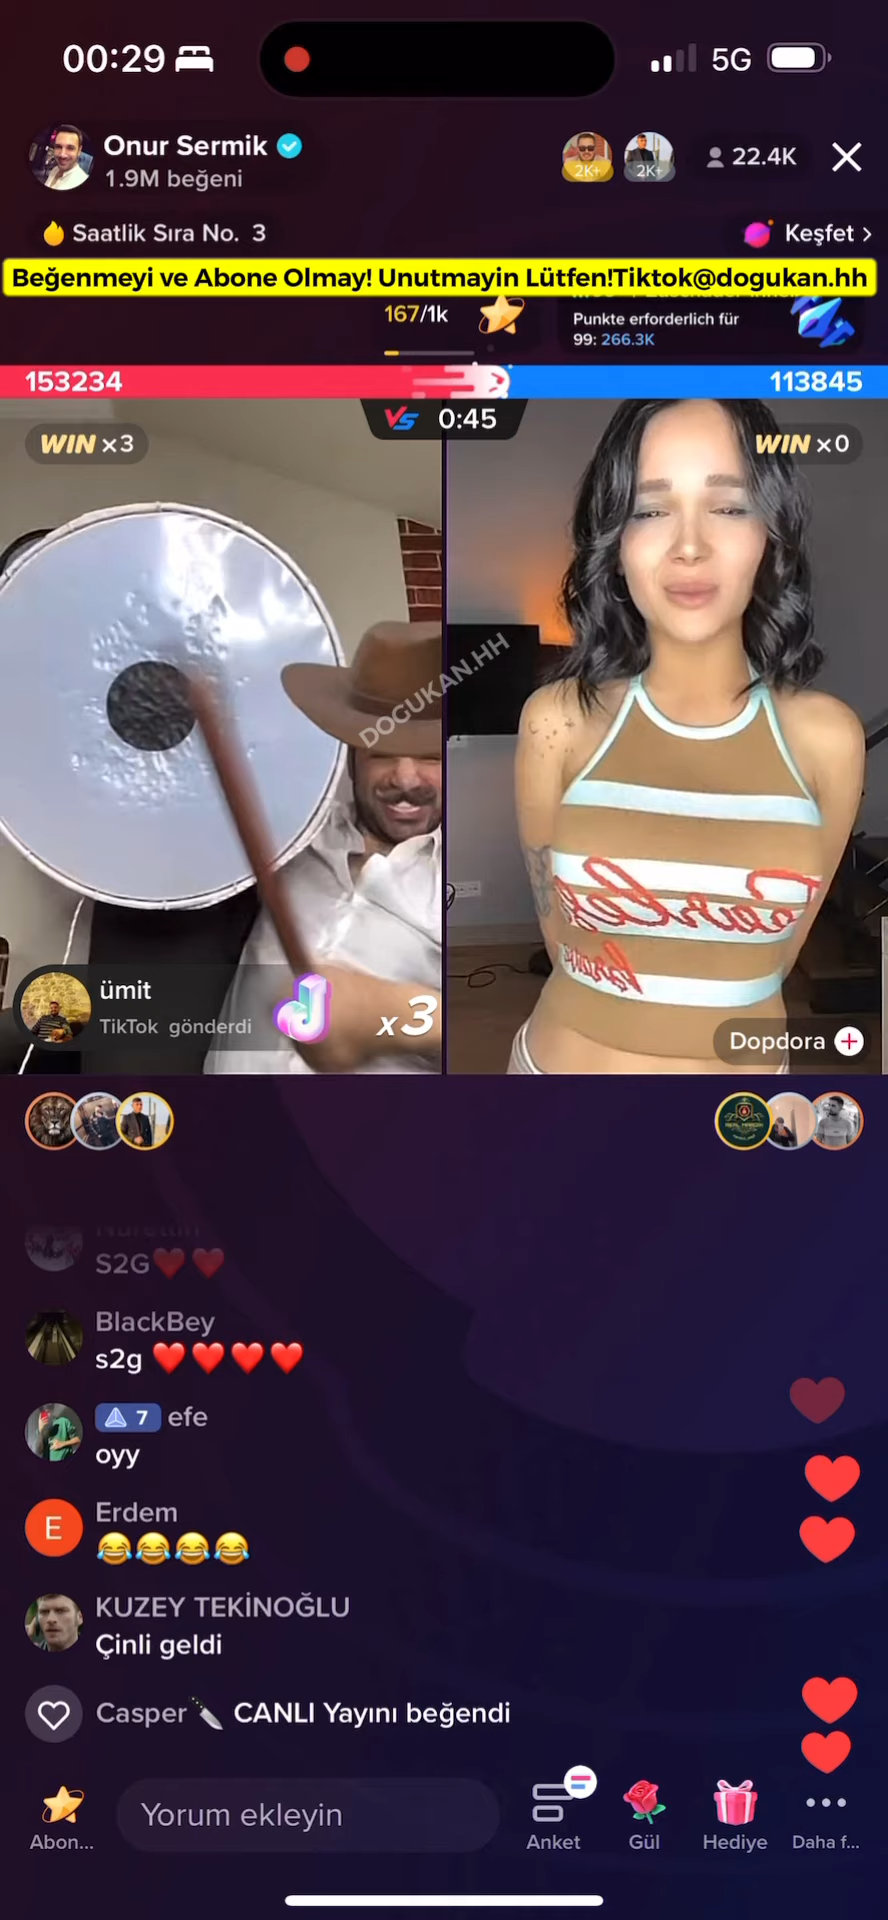 00:29
5G
Onur Sermik
1.9M beğeni
2K+
2K+
22.4K
Saatlik Sıra No. 3
Keşfet >
Beğenmeyi ve Abone Olmay! Unutmayin Lütfen!Tiktok@dogukan.hh
167/1k
Punkte erforderlich für
99: 266.3K
153234
113845
VS 0:45
WIN x3
WIN x0
DOGUKAN.HH
ümit
TikTok gönderdi
x3
Dopdora
Nurettin
S2G❤️❤️
BlackBey
s2g ❤️❤️❤️❤️
7 efe
oyy
E
Erdem
😂😂😂😂
KUZEY TEKİNOĞLU
Çinli geldi
Casper🔪 CANLI Yayını beğendi
Yorum ekleyin
Abon...
Anket
Gül
Hediye
Daha f...